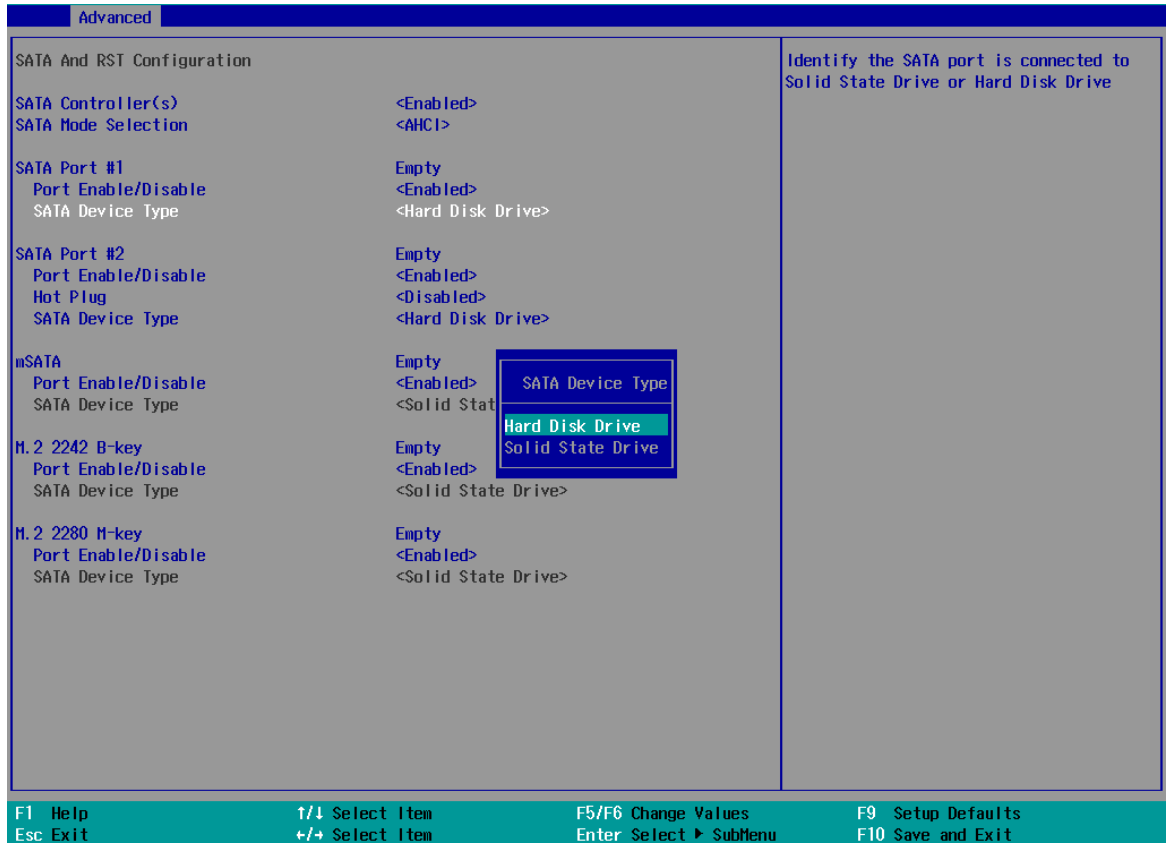 Advanced
SATA And RST Configuration
SATA Controller(s) <Enabled>
SATA Mode Selection <AHCI>
SATA Port #1 Empty
Port Enable/Disable <Enabled>
SATA Device Type <Hard Disk Drive>
SATA Port #2 Empty
Port Enable/Disable <Enabled>
Hot Plug <Disabled>
SATA Device Type <Hard Disk Drive>
mSATA Empty
Port Enable/Disable <Enabled>
SATA Device Type <Solid Stat
M.2 2242 B-key Empty
Port Enable/Disable <Enabled>
SATA Device Type <Solid State Drive>
M.2 2280 M-key Empty
Port Enable/Disable <Enabled>
SATA Device Type <Solid State Drive>
SATA Device Type
Hard Disk Drive
Solid State Drive
Identify the SATA port is connected to
Solid State Drive or Hard Disk Drive
F1 Help ↑/↓ Select Item F5/F6 Change Values F9 Setup Defaults
Esc Exit ←/→ Select Item Enter Select ▶ SubMenu F10 Save and Exit